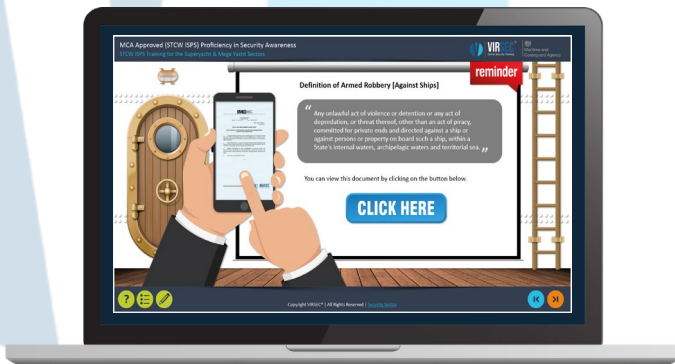 MCA Approved (STCW ISPS) Proficiency in Security Awareness
STCW ISPS Training for the Superyacht & Mega Yacht Sectors
VIRSEC
Maritime and
Coastguard Agency
reminder
Definition of Armed Robbery [Against Ships]
“ Any unlawful act of violence or detention or any act of
depredation, or threat thereof, other than an act of piracy,
committed for private ends and directed against a ship or
against persons or property on board such a ship, within a
State's internal waters, archipelagic waters and territorial sea. „
You can view this document by clicking on the button below.
CLICK HERE
?
Copyright VIRSEC® | All Rights Reserved |